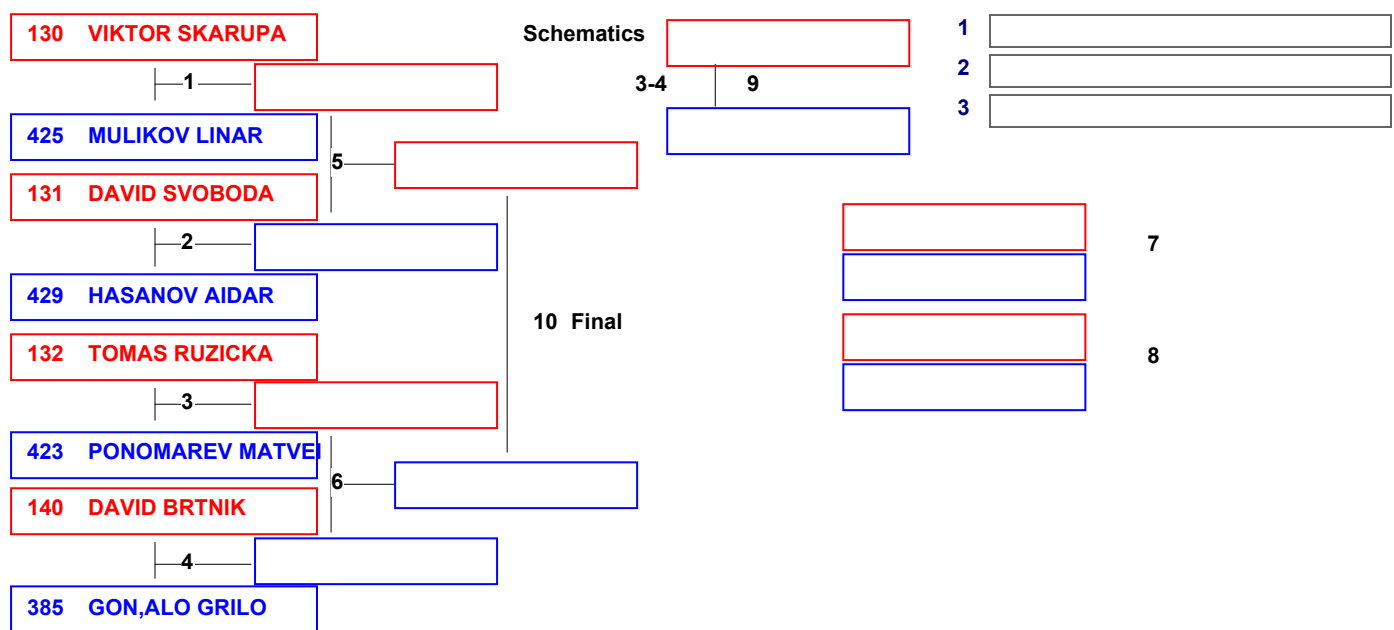 130 VIKTOR SKARUPA
1
425 MULIKOV LINAR
5
131 DAVID SVOBODA
2
429 HASANOV AIDAR
10 Final
132 TOMAS RUZICKA
3
423 PONOMAREV MATVEI
6
140 DAVID BRTNIK
4
385 GON,ALO GRILO
Schematics
3-4 9
1
2
3
7
8